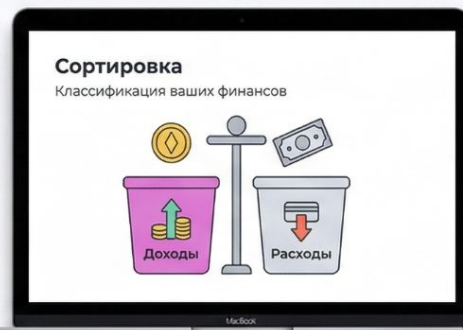 Сортировка
Классификация ваших финансов
Доходы
Расходы
MacBook